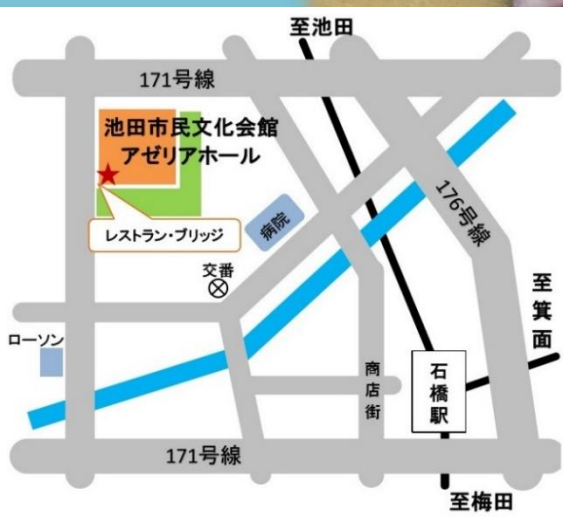 至池田
171号線
池田市民文化会館
アゼリアホール
176号線
病院
レストラン・ブリッジ
交番
至箕面
ローソン
石橋駅
商店街
171号線
至梅田